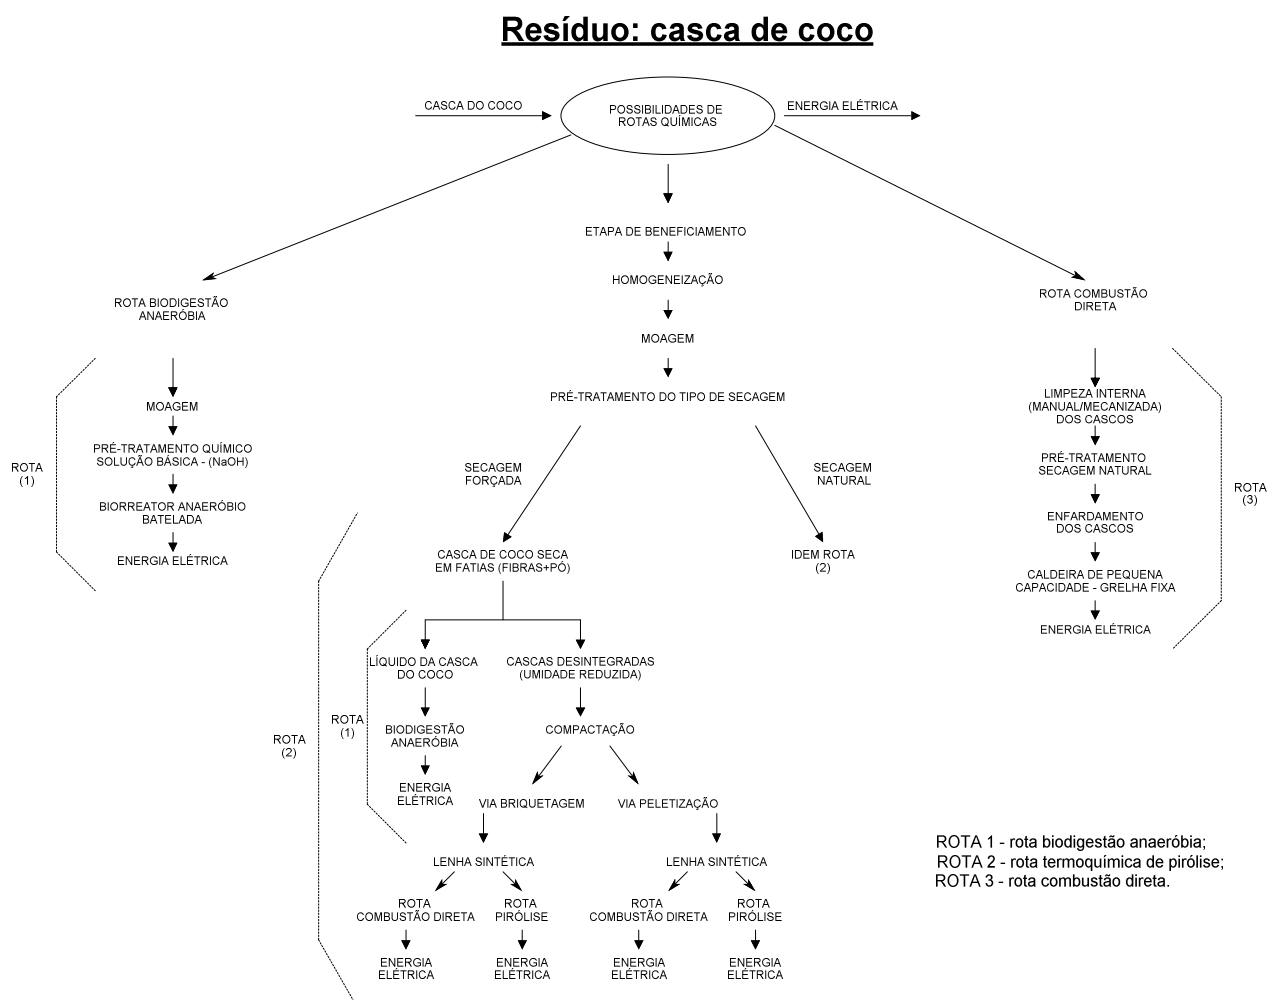 Resíduo: casca de coco
CASCA DO COCO
POSSIBILIDADES DE
ROTAS QUÍMICAS
ENERGIA ELÉTRICA
ROTA BIODIGESTÃO
ANAERÓBIA
ROTA
(1)
MOAGEM
PRÉ-TRATAMENTO QUÍMICO
SOLUÇÃO BÁSICA - (NaOH)
BIORREATOR ANAERÓBIO
BATELADA
ENERGIA ELÉTRICA
ETAPA DE BENEFICIAMENTO
HOMOGENEIZAÇÃO
MOAGEM
PRÉ-TRATAMENTO DO TIPO DE SECAGEM
SECAGEM
FORÇADA
SECAGEM
NATURAL
CASCA DE COCO SECA
EM FATIAS (FIBRAS+PÓ)
IDEM ROTA
(2)
ROTA
(2)
ROTA
(1)
LÍQUIDO DA CASCA
DO COCO
BIODIGESTÃO
ANAERÓBIA
ENERGIA
ELÉTRICA
CASCAS DESINTEGRADAS
(UMIDADE REDUZIDA)
COMPACTAÇÃO
VIA BRIQUETAGEM
VIA PELETIZAÇÃO
LENHA SINTÉTICA
LENHA SINTÉTICA
ROTA
COMBUSTÃO DIRETA
ROTA
PIRÓLISE
ROTA
COMBUSTÃO DIRETA
ROTA
PIRÓLISE
ENERGIA
ELÉTRICA
ENERGIA
ELÉTRICA
ENERGIA
ELÉTRICA
ENERGIA
ELÉTRICA
ROTA COMBUSTÃO
DIRETA
LIMPEZA INTERNA
(MANUAL/MECANIZADA)
DOS CASCOS
PRÉ-TRATAMENTO
SECAGEM NATURAL
ENFARDAMENTO
DOS CASCOS
CALDEIRA DE PEQUENA
CAPACIDADE - GRELHA FIXA
ENERGIA ELÉTRICA
ROTA
(3)
ROTA 1 - rota biodigestão anaeróbia;
ROTA 2 - rota termoquímica de pirólise;
ROTA 3 - rota combustão direta.